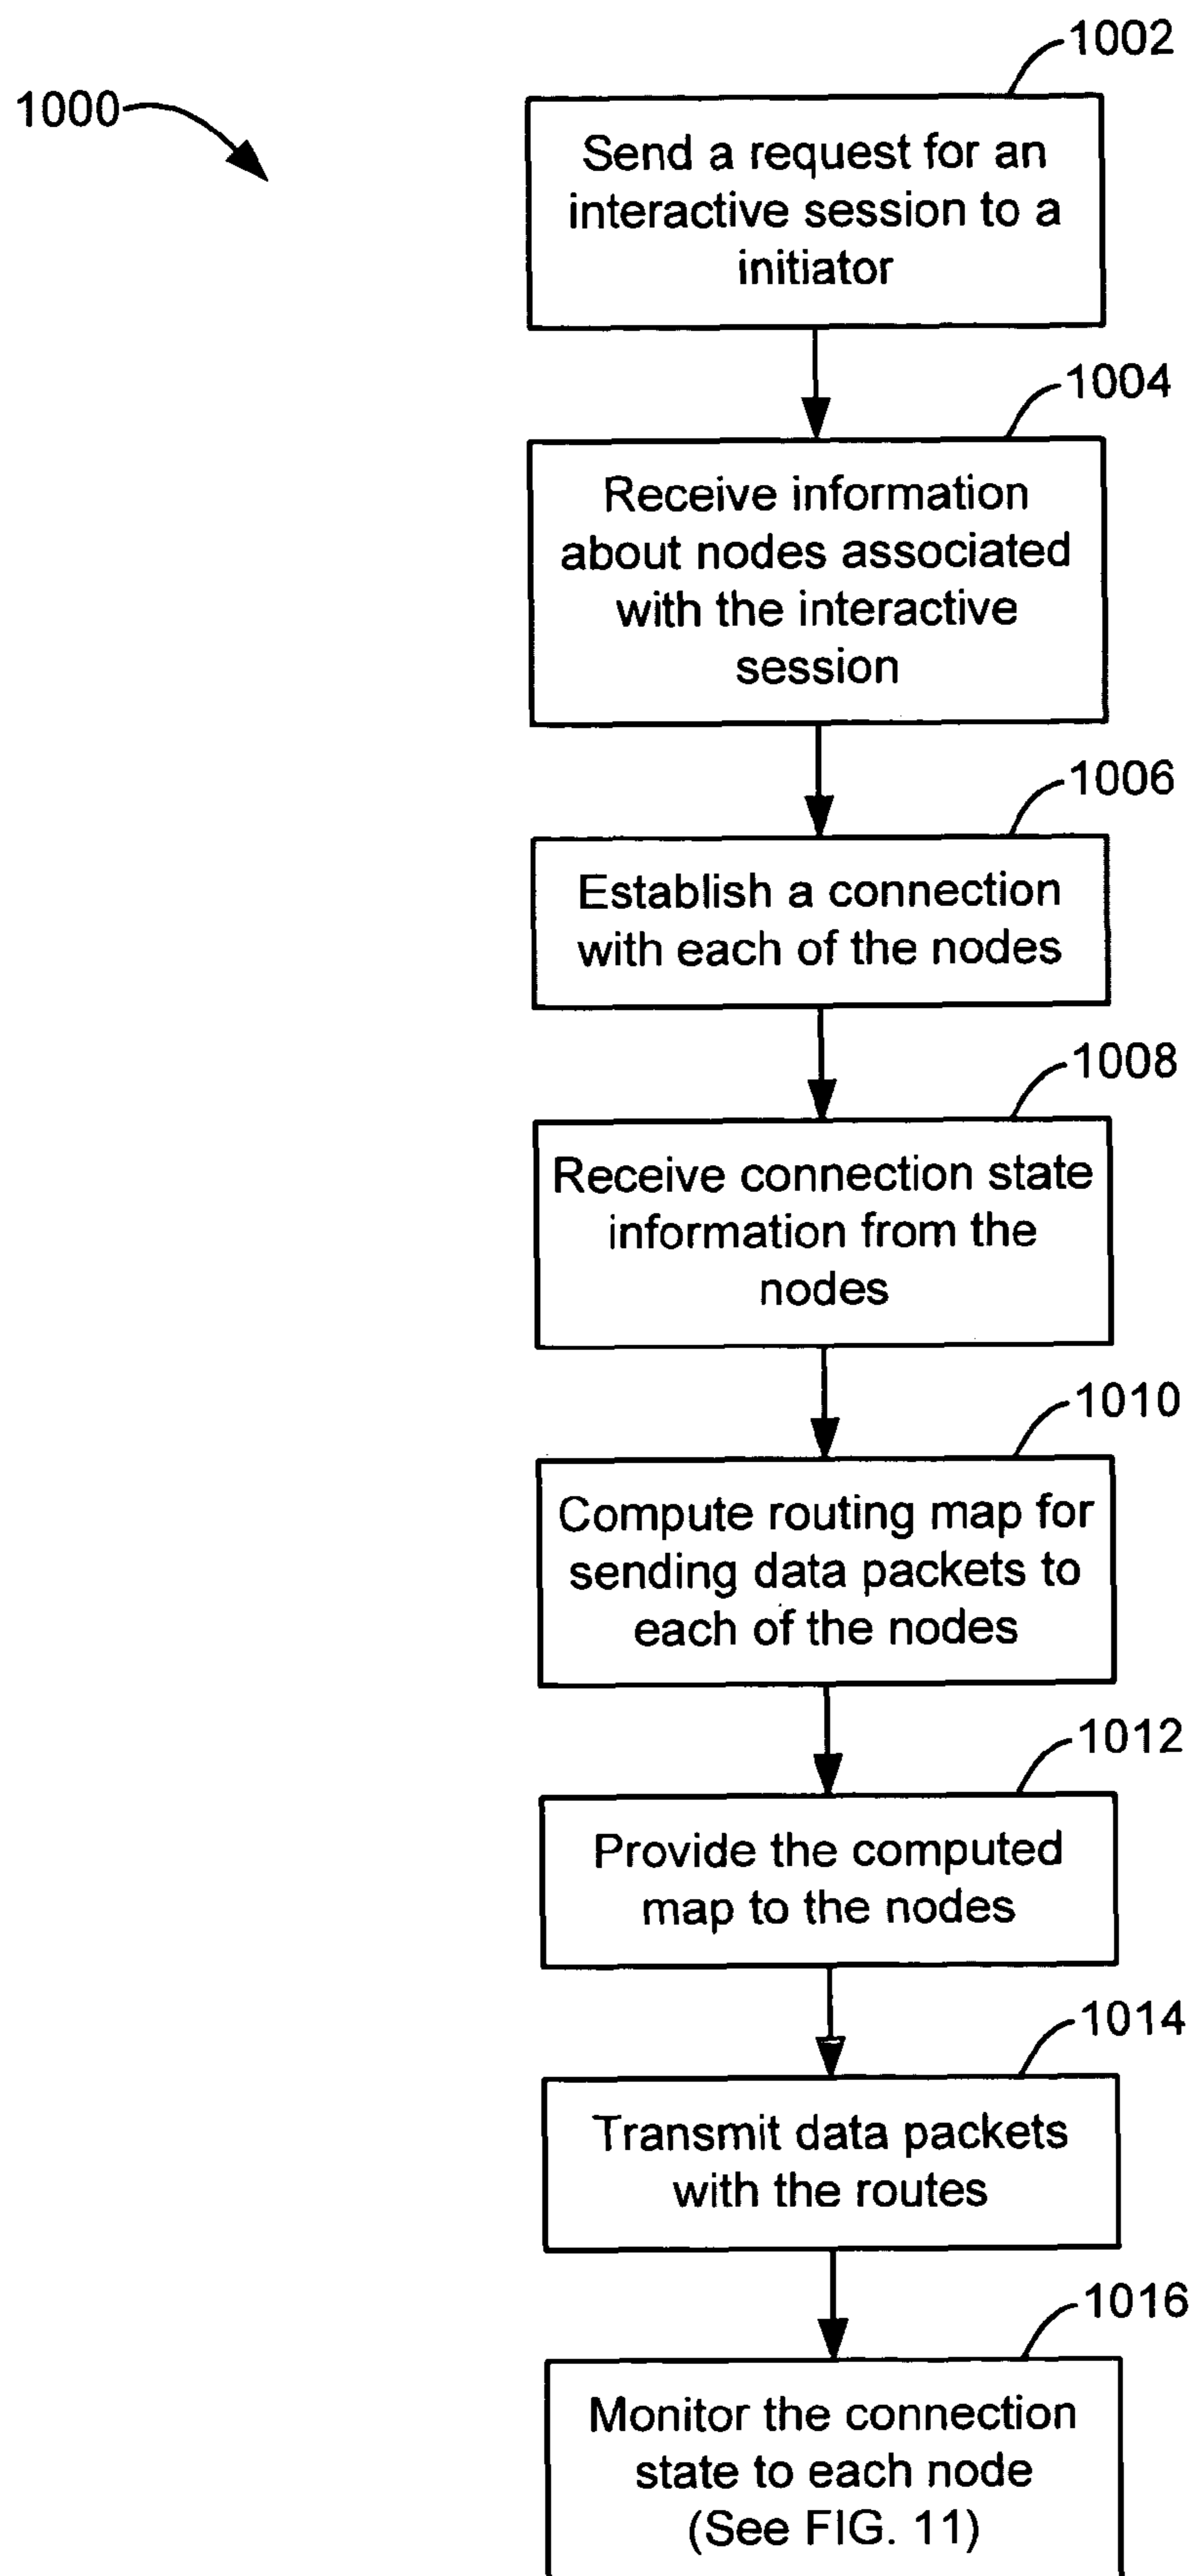 1002
1000
Send a request for an
interactive session to a
initiator
1004
Receive information
about nodes associated
with the interactive
session
1006
Establish a connection
with each of the nodes
1008
Receive connection state
information from the
nodes
1010
Compute routing map for
sending data packets to
each of the nodes
1012
Provide the computed
map to the nodes
1014
Transmit data packets
with the routes
1016
Monitor the connection
state to each node
(See FIG. 11)